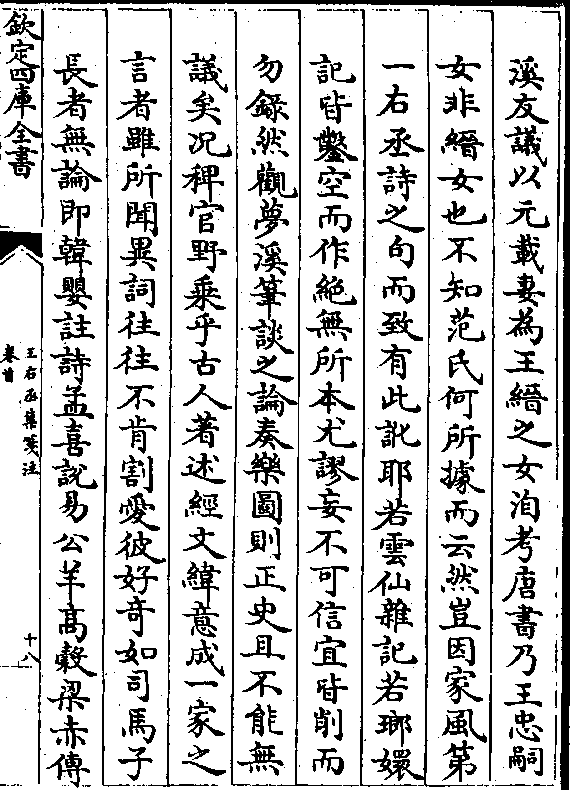 溪友議以元載妻為王縉之女洵考唐書乃王忠嗣
女非縉女也不知范氏何所據而云然豈因家風第
一右丞詩之句而致有此訛耶若雲仙雜記若瑯嬛
記皆鑿空而作絶無所本尤謬妄不可信宜皆削而
勿錄然觀夢溪筆談之論奏樂圖則正史且不能無
議矣况稗官野乘乎古人著述經文緯意成一家之
言者雖所聞異詞徃徃不肯割愛彼好奇如司馬子
長者無論即韓嬰註詩孟喜說易公羊高榖梁赤傳
欽定四庫全書
王右丞集箋注
卷首
十八